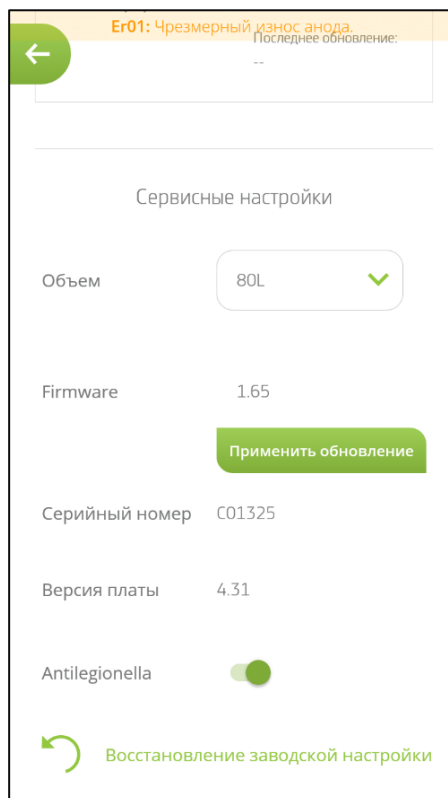 Er01: Чрезмерный износ анода.
Последнее обновление:
--
Сервисные настройки
Объем
80L
Firmware
1.65
Применить обновление
Серийный номер
C01325
Версия платы
4.31
Antilegionella
Восстановление заводской настройки